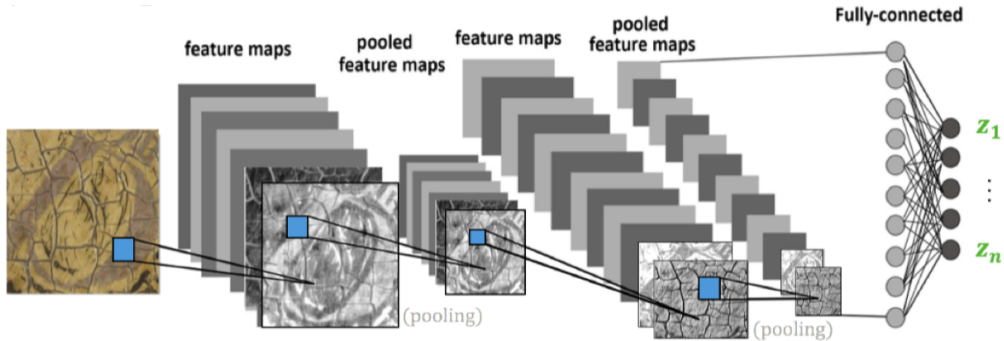 feature maps
pooled
feature maps
feature maps
pooled
feature maps
Fully-connected
(pooling)
(pooling)
z1
...
zn